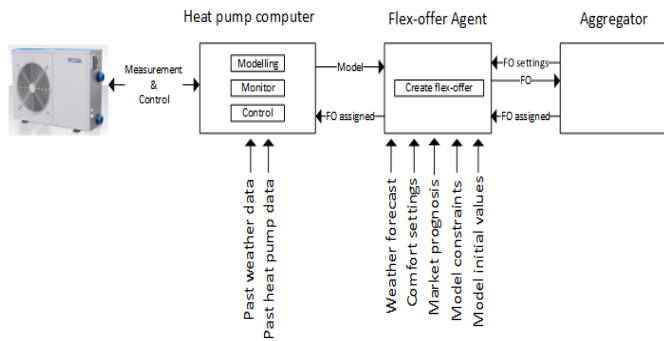 Heat pump computer
Flex-offer Agent
Aggregator
Measurement
&
Control
Modelling
Monitor
Control
Model
FO assigned
Create flex-offer
FO settings
FO
FO assigned
Past weather data
Past heat pump data
Weather forecast
Comfort settings
Market prognosis
Model constraints
Model initial values